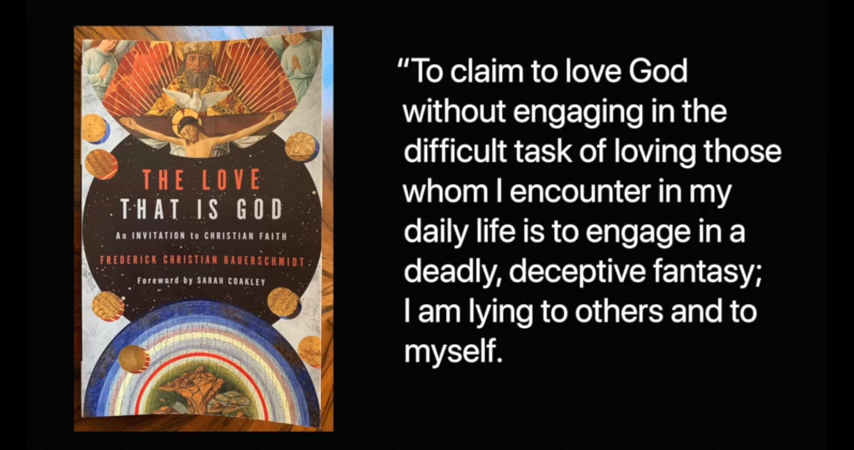 THE LOVE
THAT IS GOD
An INVITATION to CHRISTIAN FAITH
FREDERICK CHRISTIAN BAUERSCHMIDT
Foreword by SARAH COAKLEY
“To claim to love God
without engaging in the
difficult task of loving those
whom I encounter in my
daily life is to engage in a
deadly, deceptive fantasy;
I am lying to others and to
myself.